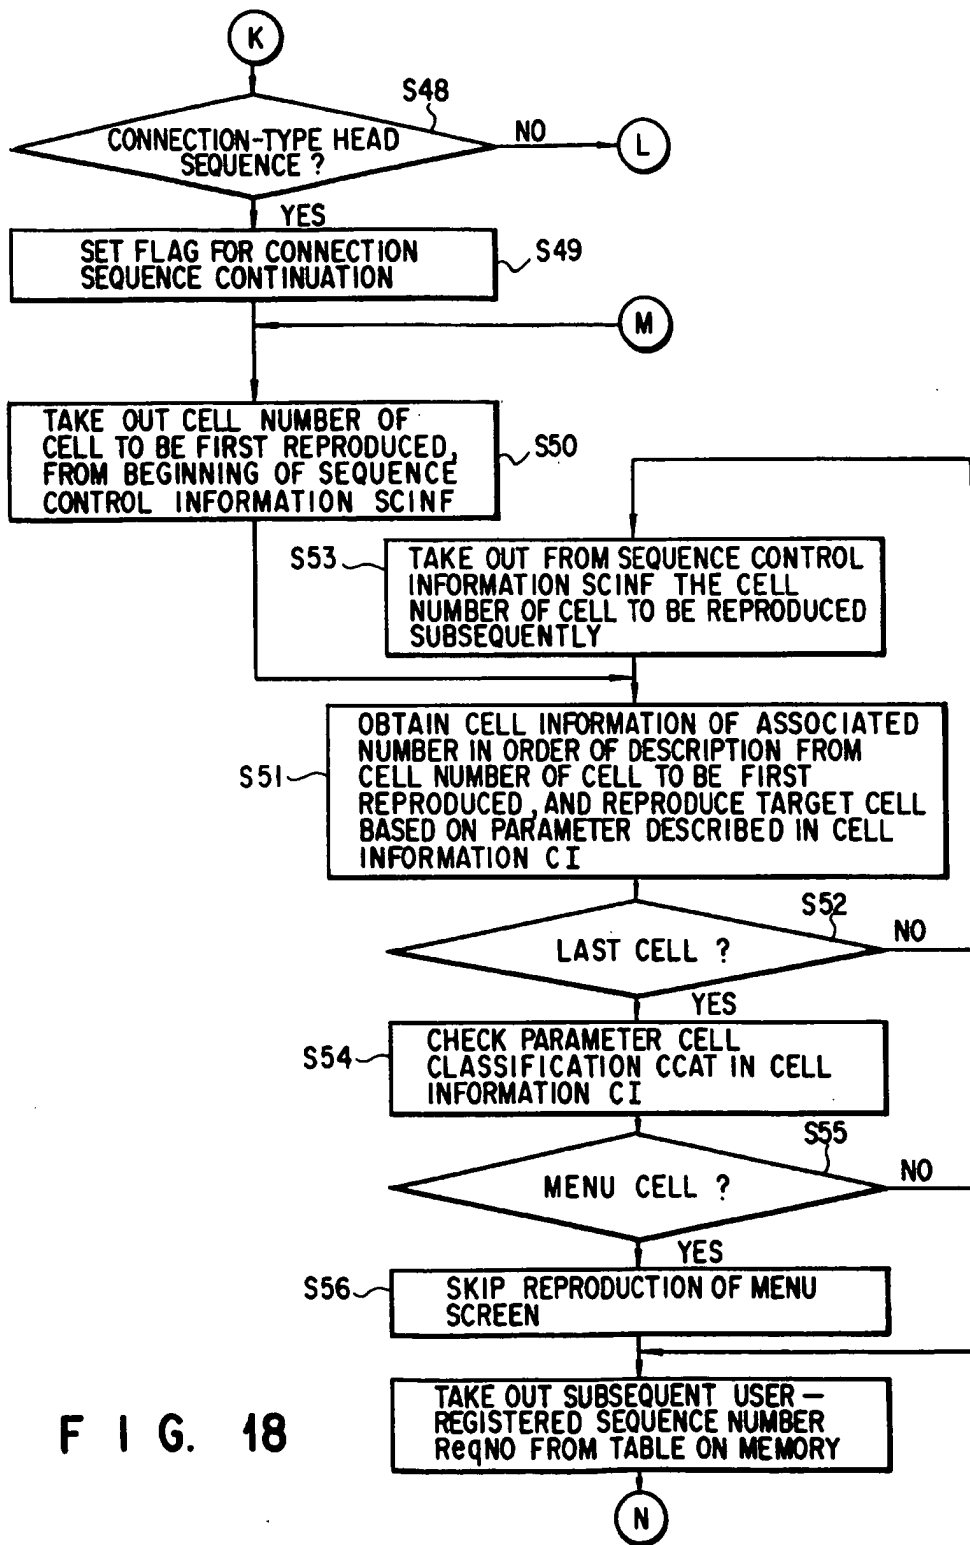 K
S48
CONNECTION-TYPE HEAD
SEQUENCE ?
NO
L
YES
SET FLAG FOR CONNECTION
SEQUENCE CONTINUATION
S49
M
TAKE OUT CELL NUMBER OF
CELL TO BE FIRST REPRODUCED,
FROM BEGINNING OF SEQUENCE
CONTROL INFORMATION SCINF
S50
S53
TAKE OUT FROM SEQUENCE CONTROL
INFORMATION SCINF THE CELL
NUMBER OF CELL TO BE REPRODUCED
SUBSEQUENTLY
S51
OBTAIN CELL INFORMATION OF ASSOCIATED
NUMBER IN ORDER OF DESCRIPTION FROM
CELL NUMBER OF CELL TO BE FIRST
REPRODUCED, AND REPRODUCE TARGET CELL
BASED ON PARAMETER DESCRIBED IN CELL
INFORMATION CI
S52
LAST CELL ?
NO
YES
S54
CHECK PARAMETER CELL
CLASSIFICATION CCAT IN CELL
INFORMATION CI
S55
MENU CELL ?
NO
YES
S56
SKIP REPRODUCTION OF MENU
SCREEN
TAKE OUT SUBSEQUENT USER-
REGISTERED SEQUENCE NUMBER
ReqNO FROM TABLE ON MEMORY
N
FIG. 18